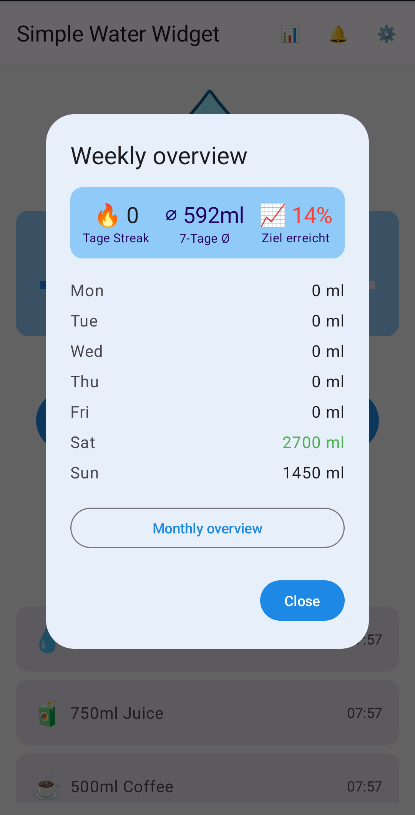 Simple Water Widget
Weekly overview
0 ⌀ 592ml 14%
Tage Streak 7-Tage Ø Ziel erreicht
Mon 0 ml
Tue 0 ml
Wed 0 ml
Thu 0 ml
Fri 0 ml
Sat 2700 ml
Sun 1450 ml
Monthly overview
Close
750ml Juice 07:57
500ml Coffee 07:57